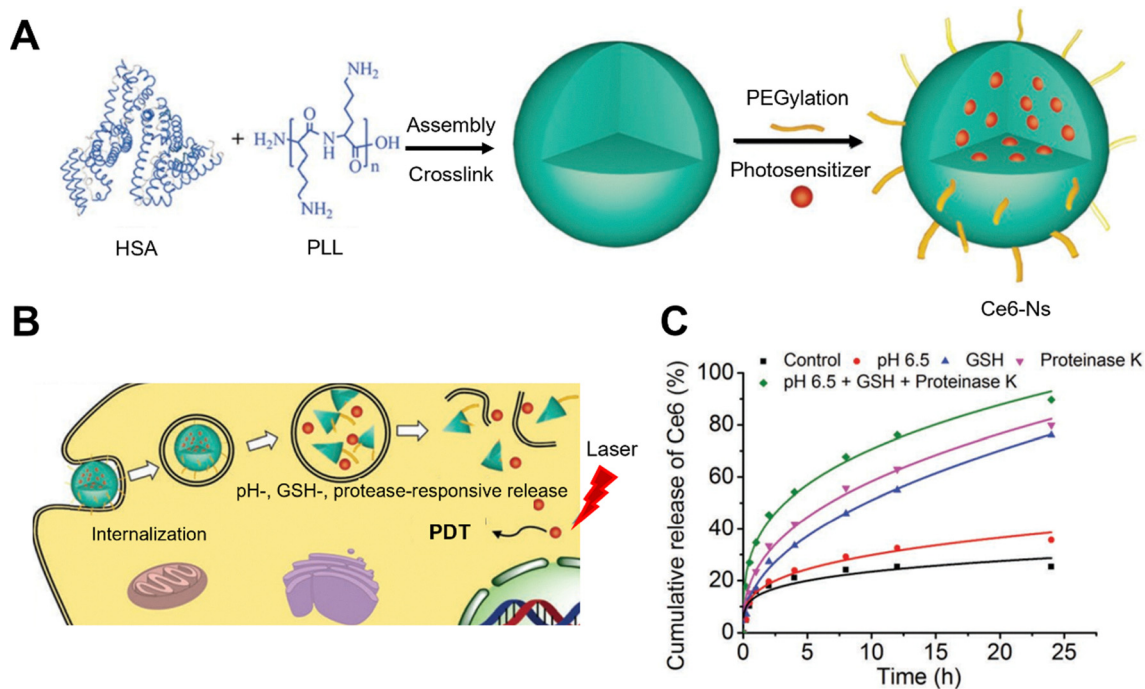 A
HSA
+
H₂N
NH₂
O
H
N
N
H
O
n
OH
NH₂
PLL
Assembly
Crosslink
PEGylation
Photosensitizer
Ce6-Ns
B
Internalization
pH-, GSH-, protease-responsive release
PDT
Laser
C
Control pH 6.5 GSH Proteinase K
pH 6.5 + GSH + Proteinase K
Cumulative release of Ce6 (%)
100
80
60
40
20
0
0 5 10 15 20 25
Time (h)